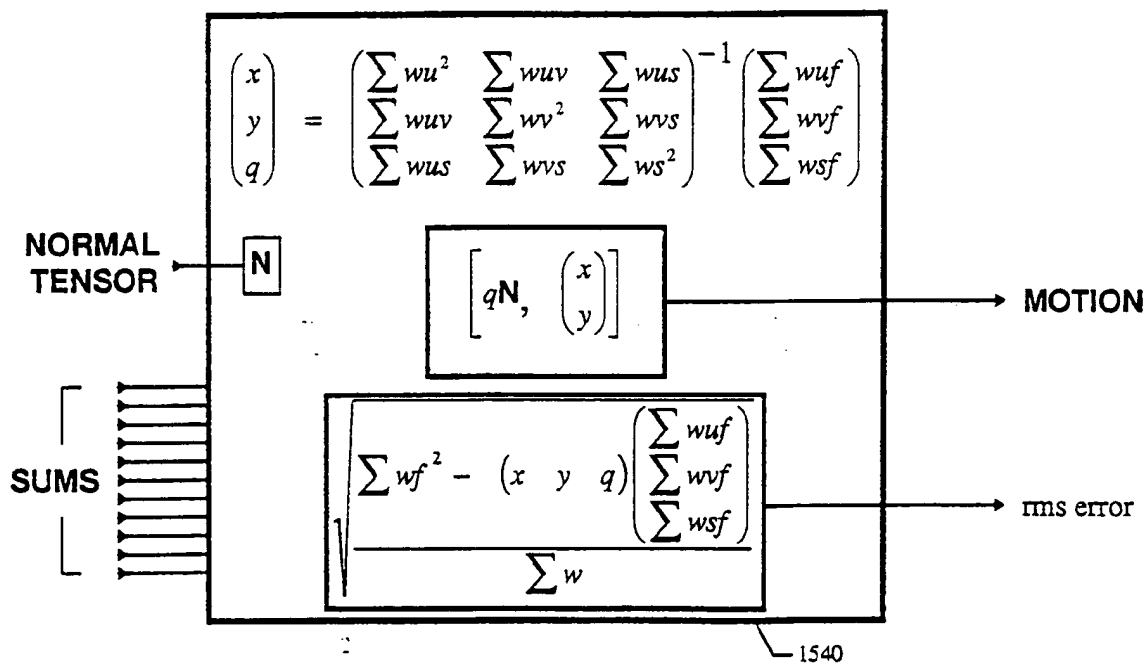 (x y q) = (∑wu² ∑wuv ∑wus
∑wuv ∑wv² ∑wvs
∑wus ∑wvs ∑ws²)⁻¹ (∑wuf ∑wvf ∑wsf)
NORMAL
TENSOR
N
[qN, (x y)]
MOTION
SUMS
√((∑wf² − (x y q)(∑wuf ∑wvf ∑wsf)) / ∑w)
rms error
1540